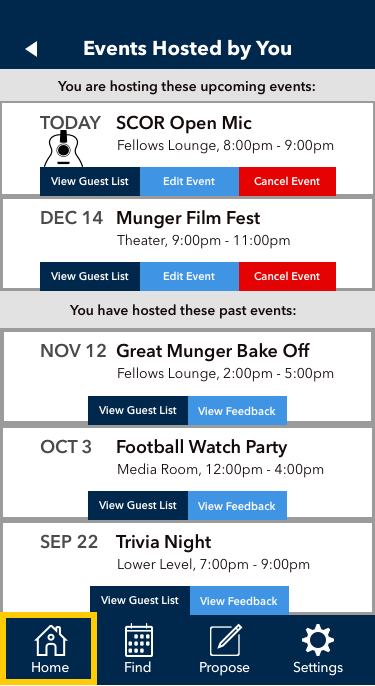 Events Hosted by You
You are hosting these upcoming events:
TODAY SCOR Open Mic
Fellows Lounge, 8:00pm - 9:00pm
View Guest List Edit Event Cancel Event
DEC 14 Munger Film Fest
Theater, 9:00pm - 11:00pm
View Guest List Edit Event Cancel Event
You have hosted these past events:
NOV 12 Great Munger Bake Off
Fellows Lounge, 2:00pm - 5:00pm
View Guest List View Feedback
OCT 3 Football Watch Party
Media Room, 12:00pm - 4:00pm
View Guest List View Feedback
SEP 22 Trivia Night
Lower Level, 7:00pm - 9:00pm
View Guest List View Feedback
Home Find Propose Settings